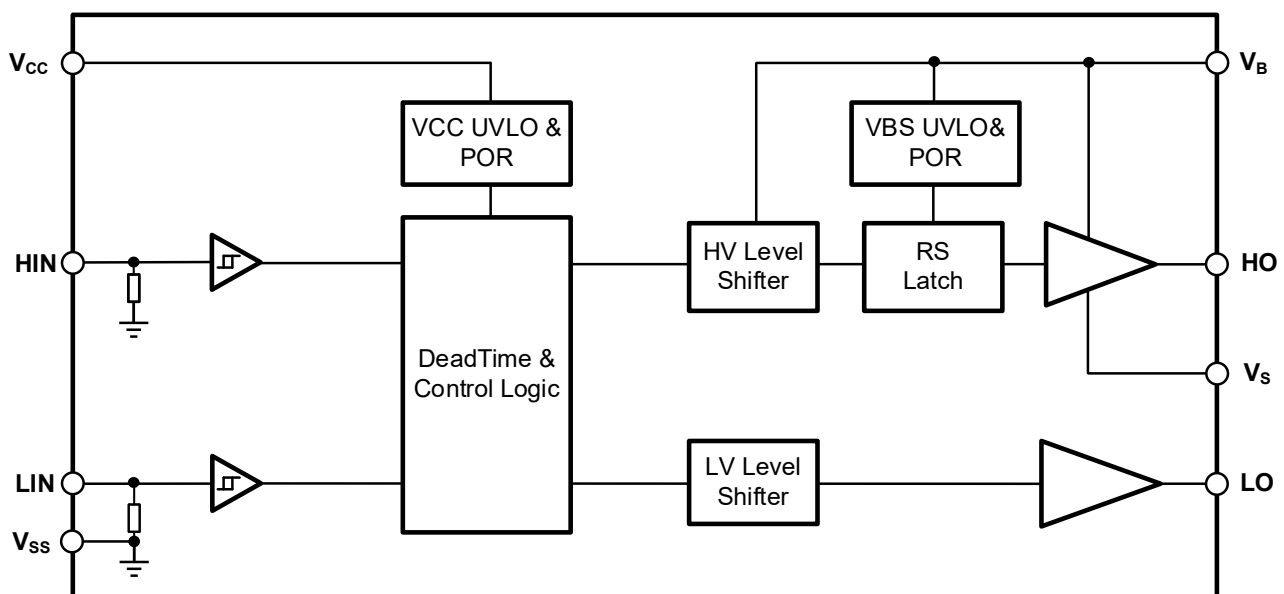 VCC
VB
VCC UVLO &
POR
VBS UVLO&
POR
HIN
HV Level
Shifter
RS
Latch
HO
DeadTime &
Control Logic
VS
LIN
LV Level
Shifter
LO
VSS